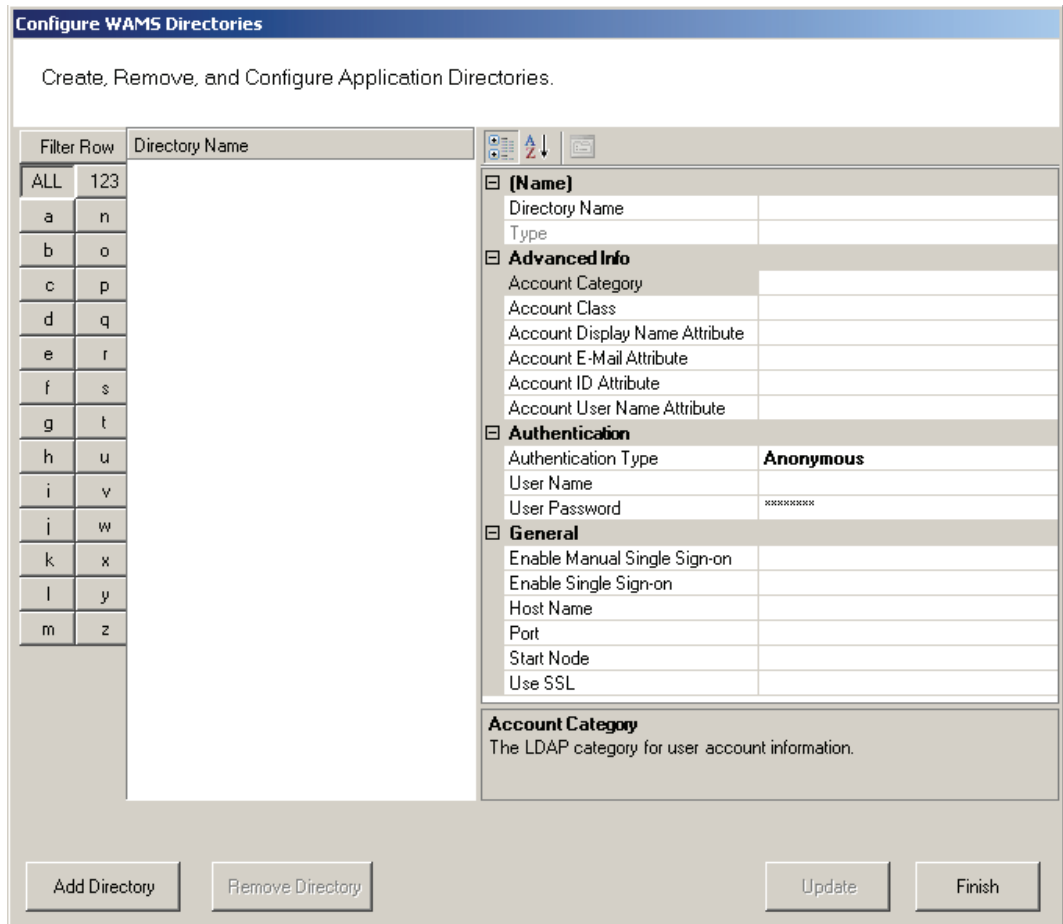 Configure WAMS Directories
Create, Remove, and Configure Application Directories.
Filter Row
Directory Name
ALL 123
a n
b o
c p
d q
e r
f s
g t
h u
i v
j w
k x
l y
m z
(Name)
Directory Name
Type
Advanced Info
Account Category
Account Class
Account Display Name Attribute
Account E-Mail Attribute
Account ID Attribute
Account User Name Attribute
Authentication
Authentication Type Anonymous
User Name
User Password ********
General
Enable Manual Single Sign-on
Enable Single Sign-on
Host Name
Port
Start Node
Use SSL
Account Category
The LDAP category for user account information.
Add Directory Remove Directory Update Finish